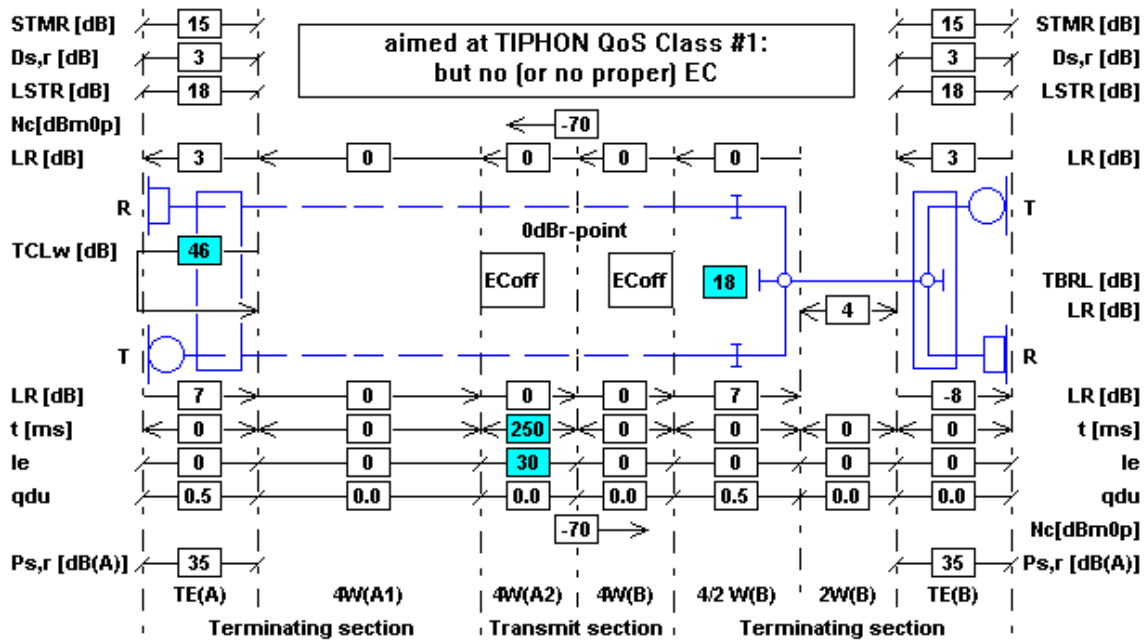 STMR [dB] 15 15 STMR [dB]
aimed at TIPHON QoS Class #1:
but no (or no proper) EC
Ds,r [dB] 3 3 Ds,r [dB]
LSTR [dB] 18 18 LSTR [dB]
Nc[dBm0p] -70
LR [dB] 3 0 0 0 0 3 LR [dB]
R T
0dBr-point
TCLw [dB] 46
ECoff ECoff 18 TBRL [dB]
4 LR [dB]
T R
LR [dB] 7 0 0 0 7 -8 LR [dB]
t [ms] 0 0 250 0 0 0 0 t [ms]
Ie 0 0 30 0 0 0 0 Ie
qdu 0.5 0.0 0.0 0.0 0.5 0.0 0.0 qdu
-70 Nc[dBm0p]
Ps,r [dB(A)] 35 35 Ps,r [dB(A)]
TE(A) 4W(A1) 4W(A2) 4W(B) 4/2 W(B) 2W(B) TE(B)
Terminating section Transmit section Terminating section